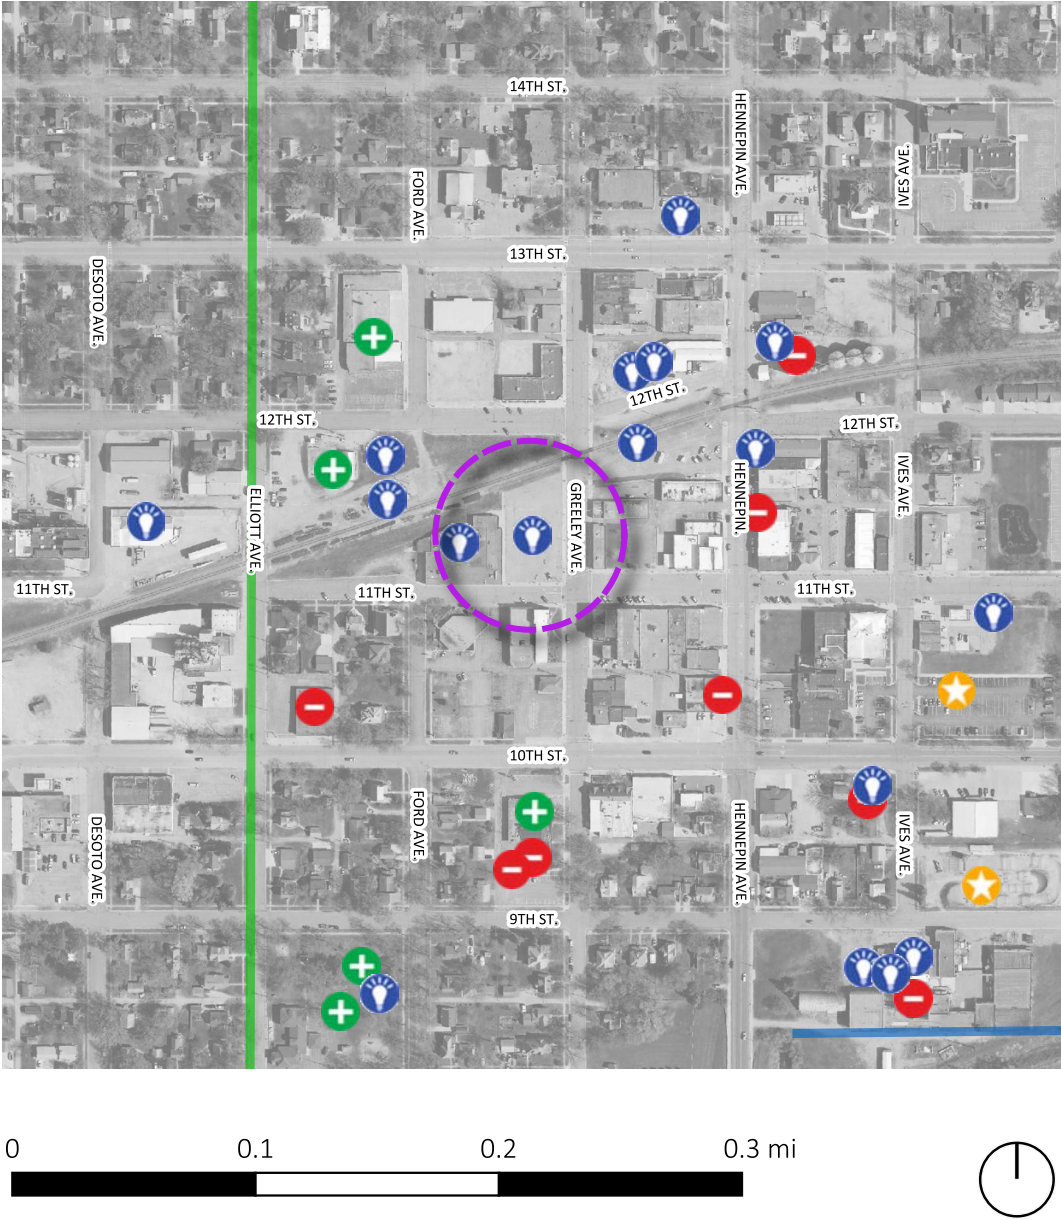 14TH ST.
HENNEPIN AVE.
IVES AVE.
FORD AVE.
13TH ST.
DESOTO AVE.
12TH ST.
12TH ST.
12TH ST.
HENNEPIN
IVES AVE.
GREELEY AVE.
ELLIOTT AVE.
11TH ST.
11TH ST.
11TH ST.
10TH ST.
FORD AVE.
HENNEPIN AVE.
IVES AVE.
DESOTO AVE.
9TH ST.
0 0.1 0.2 0.3 mi